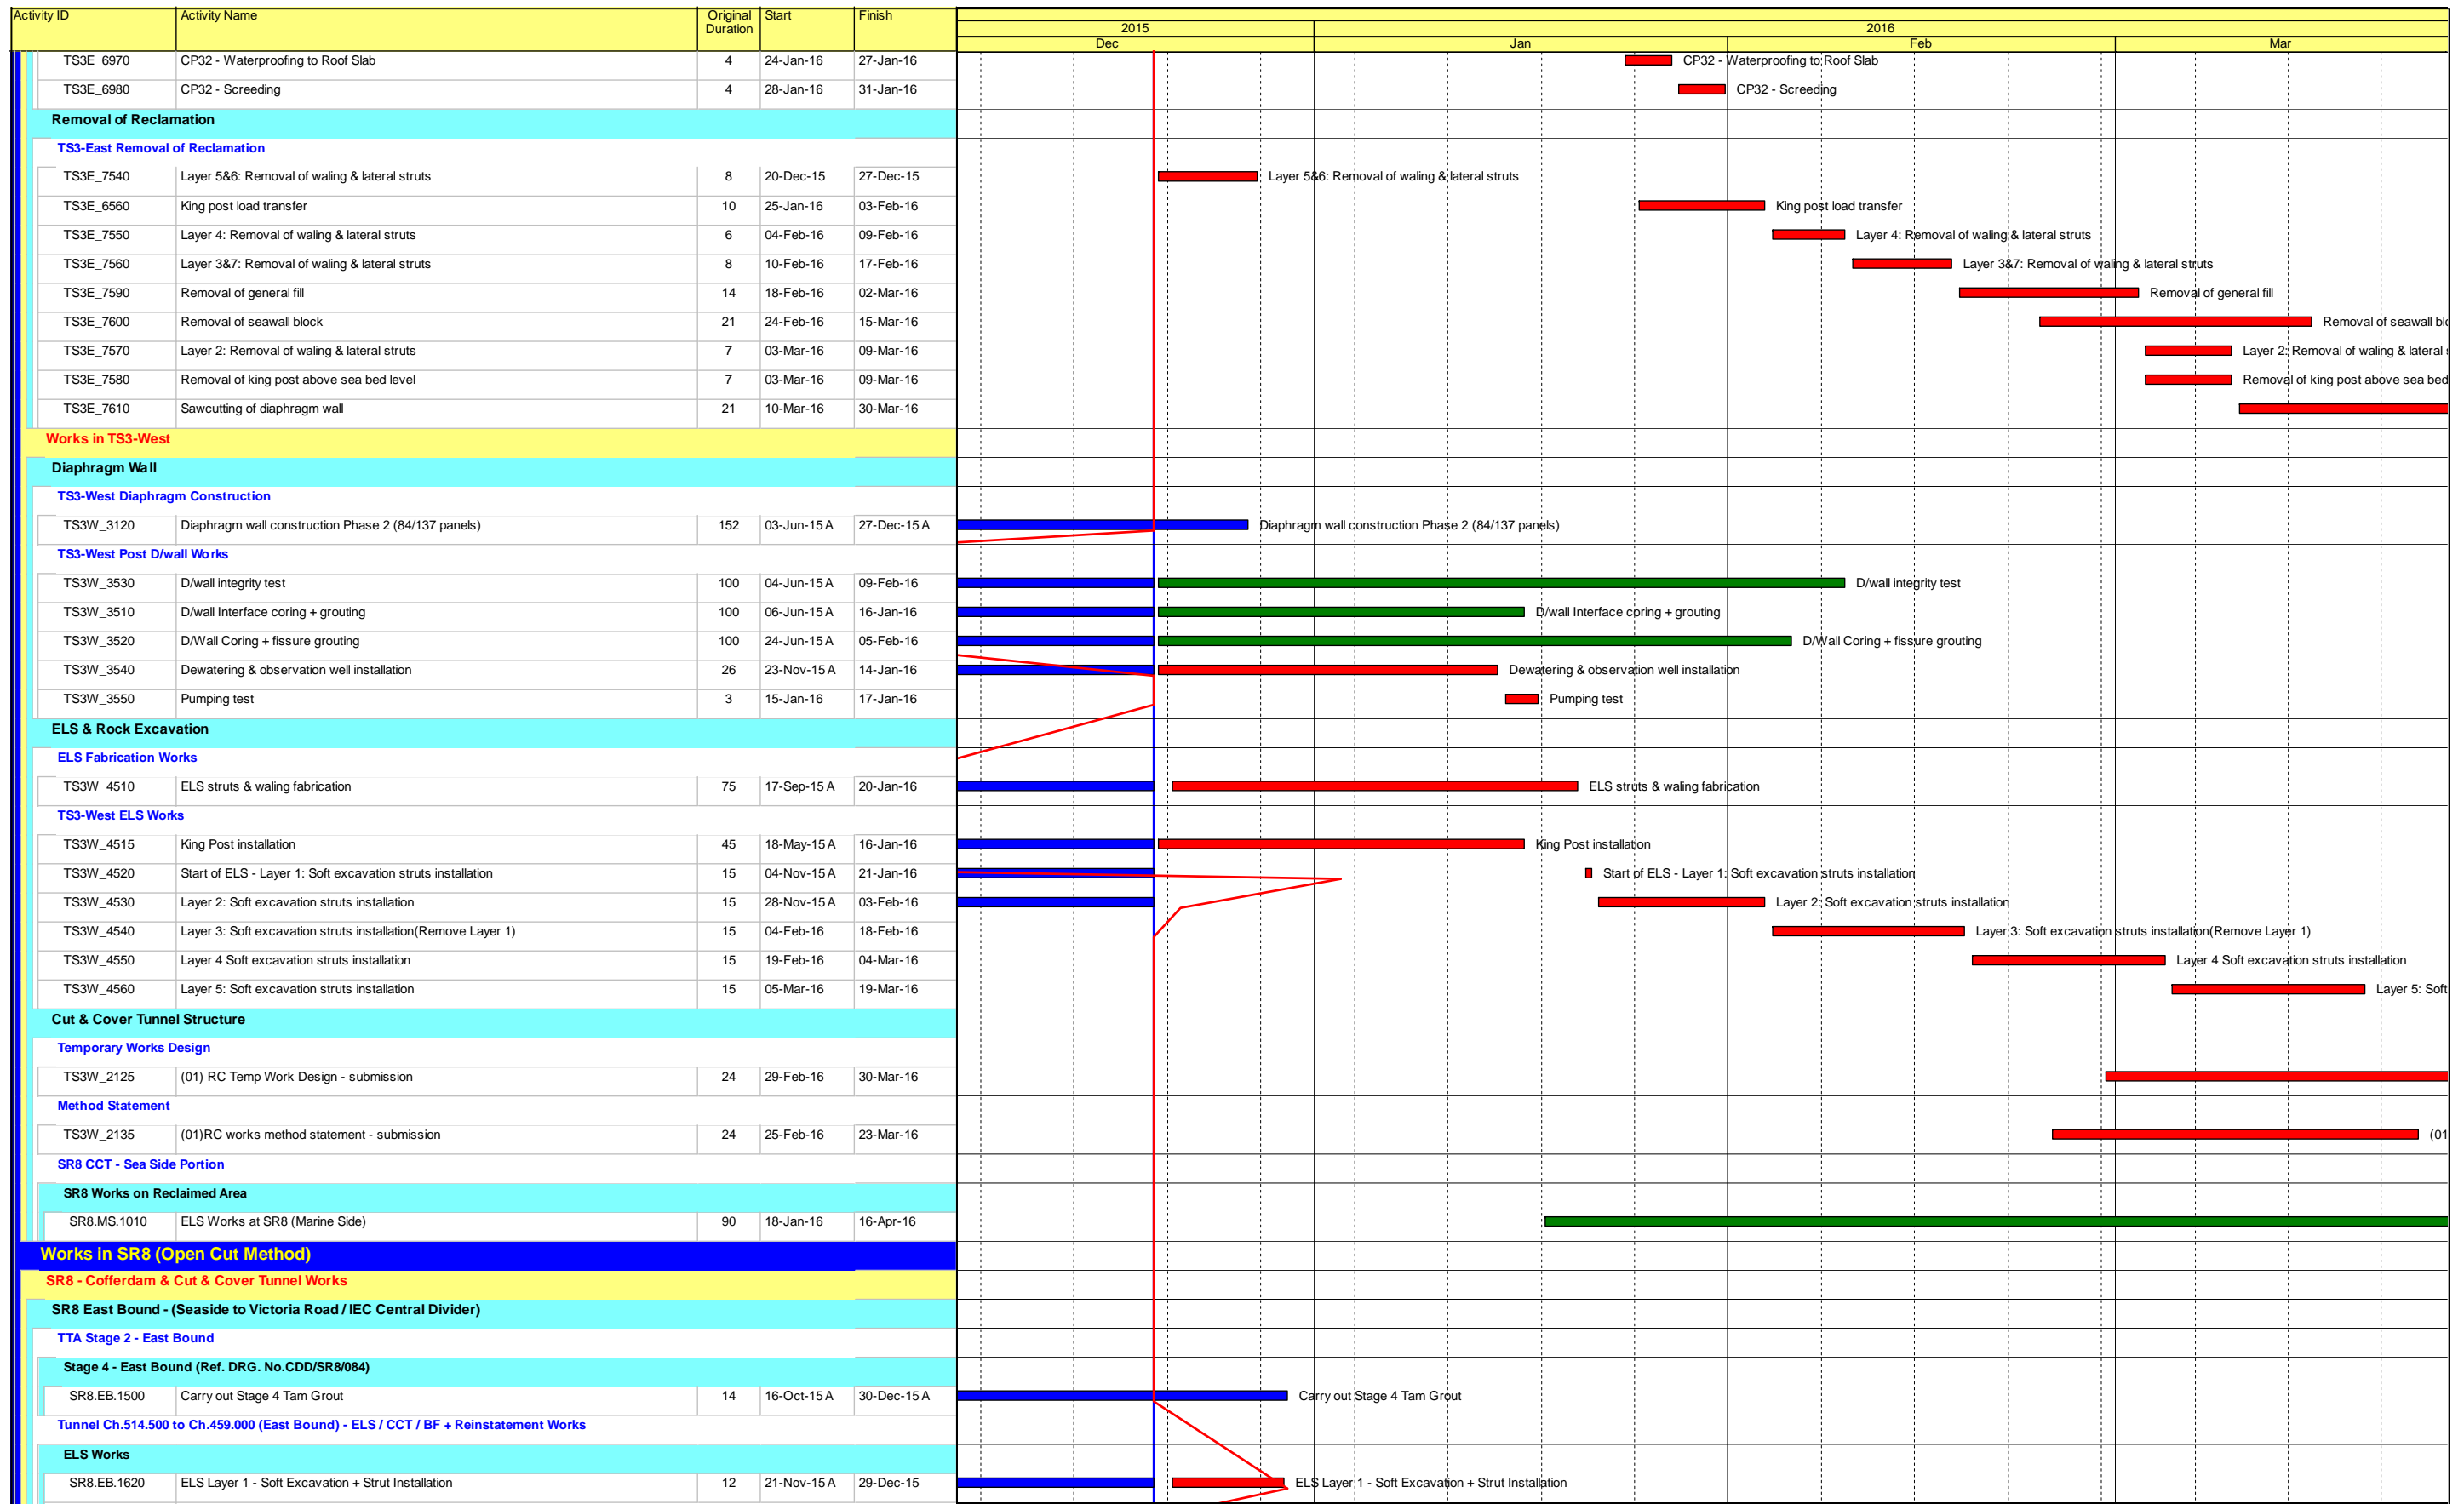 Activity ID Activity Name Original Duration Start Finish 2015 2016
Dec Jan Feb Mar
TS3E_6970 CP32 - Waterproofing to Roof Slab 4 24-Jan-16 27-Jan-16 CP32 - Waterproofing to Roof Slab
TS3E_6980 CP32 - Screeding 4 28-Jan-16 31-Jan-16 CP32 - Screeding
Removal of Reclamation
TS3-East Removal of Reclamation
TS3E_7540 Layer 5&6: Removal of waling & lateral struts 8 20-Dec-15 27-Dec-15 Layer 5&6: Removal of waling & lateral struts
TS3E_6560 King post load transfer 10 25-Jan-16 03-Feb-16 King post load transfer
TS3E_7550 Layer 4: Removal of waling & lateral struts 6 04-Feb-16 09-Feb-16 Layer 4: Removal of waling & lateral struts
TS3E_7560 Layer 3&7: Removal of waling & lateral struts 8 10-Feb-16 17-Feb-16 Layer 3&7: Removal of waling & lateral struts
TS3E_7590 Removal of general fill 14 18-Feb-16 02-Mar-16 Removal of general fill
TS3E_7600 Removal of seawall block 21 24-Feb-16 15-Mar-16 Removal of seawall blo
TS3E_7570 Layer 2: Removal of waling & lateral struts 7 03-Mar-16 09-Mar-16 Layer 2: Removal of waling & lateral s
TS3E_7580 Removal of king post above sea bed level 7 03-Mar-16 09-Mar-16 Removal of king post above sea bed
TS3E_7610 Sawcutting of diaphragm wall 21 10-Mar-16 30-Mar-16
Works in TS3-West
Diaphragm Wall
TS3-West Diaphragm Construction
TS3W_3120 Diaphragm wall construction Phase 2 (84/137 panels) 152 03-Jun-15 A 27-Dec-15 A Diaphragm wall construction Phase 2 (84/137 panels)
TS3-West Post D/wall Works
TS3W_3530 D/wall integrity test 100 04-Jun-15 A 09-Feb-16 D/wall integrity test
TS3W_3510 D/wall Interface coring + grouting 100 06-Jun-15 A 16-Jan-16 D/wall Interface coring + grouting
TS3W_3520 D/Wall Coring + fissure grouting 100 24-Jun-15 A 05-Feb-16 D/Wall Coring + fissure grouting
TS3W_3540 Dewatering & observation well installation 26 23-Nov-15 A 14-Jan-16 Dewatering & observation well installation
TS3W_3550 Pumping test 3 15-Jan-16 17-Jan-16 Pumping test
ELS & Rock Excavation
ELS Fabrication Works
TS3W_4510 ELS struts & waling fabrication 75 17-Sep-15 A 20-Jan-16 ELS struts & waling fabrication
TS3-West ELS Works
TS3W_4515 King Post installation 45 18-May-15 A 16-Jan-16 King Post installation
TS3W_4520 Start of ELS - Layer 1: Soft excavation struts installation 15 04-Nov-15 A 21-Jan-16 Start of ELS - Layer 1: Soft excavation struts installation
TS3W_4530 Layer 2: Soft excavation struts installation 15 28-Nov-15 A 03-Feb-16 Layer 2: Soft excavation struts installation
TS3W_4540 Layer 3: Soft excavation struts installation(Remove Layer 1) 15 04-Feb-16 18-Feb-16 Layer 3: Soft excavation struts installation(Remove Layer 1)
TS3W_4550 Layer 4 Soft excavation struts installation 15 19-Feb-16 04-Mar-16 Layer 4 Soft excavation struts installation
TS3W_4560 Layer 5: Soft excavation struts installation 15 05-Mar-16 19-Mar-16 Layer 5: Soft
Cut & Cover Tunnel Structure
Temporary Works Design
TS3W_2125 (01) RC Temp Work Design - submission 24 29-Feb-16 30-Mar-16
Method Statement
TS3W_2135 (01)RC works method statement - submission 24 25-Feb-16 23-Mar-16 (01
SR8 CCT - Sea Side Portion
SR8 Works on Reclaimed Area
SR8.MS.1010 ELS Works at SR8 (Marine Side) 90 18-Jan-16 16-Apr-16
Works in SR8 (Open Cut Method)
SR8 - Cofferdam & Cut & Cover Tunnel Works
SR8 East Bound - (Seaside to Victoria Road / IEC Central Divider)
TTA Stage 2 - East Bound
Stage 4 - East Bound (Ref. DRG. No.CDD/SR8/084)
SR8.EB.1500 Carry out Stage 4 Tam Grout 14 16-Oct-15 A 30-Dec-15 A Carry out Stage 4 Tam Grout
Tunnel Ch.514.500 to Ch.459.000 (East Bound) - ELS / CCT / BF + Reinstatement Works
ELS Works
SR8.EB.1620 ELS Layer 1 - Soft Excavation + Strut Installation 12 21-Nov-15 A 29-Dec-15 ELS Layer 1 - Soft Excavation + Strut Installation